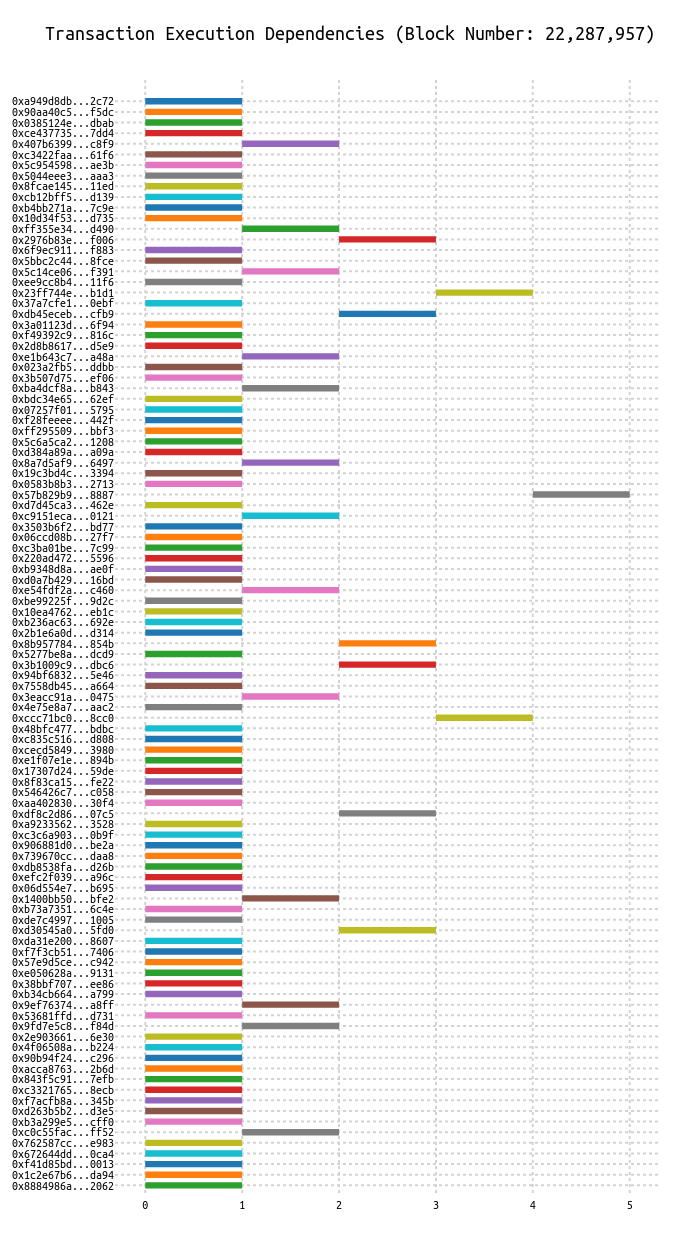 Transaction Execution Dependencies (Block Number: 22,287,957)
0xa949d8db...2c72
0x90aa40c5...f5dc
0x0385124e...dbab
0xce437735...7dd4
0x407b6399...c8f9
0xc3422faa...61f6
0x5c954598...ae3b
0x5044eee3...aaa3
0x8fcae145...11ed
0xcb12bff5...d139
0xb4bb271a...7c9e
0x10d34f53...d735
0xff355e34...d490
0x2976b83e...f006
0x6f9ec911...f883
0x5bbc2c44...8fce
0x5c14ce06...f391
0xee9cc8b4...11f6
0x23ff744e...b1d1
0x37a7cfe1...0ebf
0xdb45eceb...cfb9
0x3a01123d...6f94
0xf49392c9...816c
0x2d8b8617...d5e9
0xe1b643c7...a48a
0x023a2fb5...ddbb
0x3b507d75...ef06
0xba4dcf8a...b843
0xbdc34e65...62ef
0x07257f01...5795
0xf28feeee...442f
0xff295509...bbf3
0x5c6a5ca2...1208
0xd384a89a...a09a
0x8a7d5af9...6497
0x19c3bd4c...3394
0x0583b8b3...2713
0x57b829b9...8887
0xd7d45ca3...462e
0xc9151eca...0121
0x3503b6f2...bd77
0x06ccd08b...27f7
0xc3ba01be...7c99
0x220ad472...5596
0xb9348d8a...ae0f
0xd0a7b429...16bd
0xe54fdf2a...c460
0xbe99225f...9d2c
0x10ea4762...eb1c
0xb236ac63...692e
0x2b1e6a0d...d314
0x8b957784...854b
0x5277be8a...dcd9
0x3b1009c9...dbc6
0x94bf6832...5e46
0x7558db45...a664
0x3eacc91a...0475
0x4e75e8a7...aac2
0xccc71bc0...8cc0
0x48bfc477...bdbc
0xc835c516...d808
0xcecd5849...3980
0xe1f07e1e...894b
0x17307d24...59de
0x8f83ca15...fe22
0x546426c7...c058
0xaa402830...30f4
0xdf8c2d86...07c5
0xa9233562...3528
0xc3c6a903...0b9f
0x906881d0...be2a
0x739670cc...daa8
0xdb8538fa...d26b
0xefc2f039...a96c
0x06d554e7...b695
0x1400bb50...bfe2
0xb73a7351...6c4e
0xde7c4997...1005
0xd30545a0...5fd0
0xda31e200...8607
0xf7f3cb51...7406
0x57e9d5ce...c942
0xe050628a...9131
0x38bbf707...ee86
0xb34cb664...a799
0x9ef76374...a8ff
0x53681ffd...d731
0x9fd7e5c8...f84d
0x2e903661...6e30
0x4f06508a...b224
0x90b94f24...c296
0xacca8763...2b6d
0x843f5c91...7efb
0xc3321765...8ecb
0xf7acfb8a...345b
0xd263b5b2...d3e5
0xb3a299e5...cff0
0xc0c55fac...ff52
0x762587cc...e983
0x672644dd...0ca4
0xf41d85bd...0013
0x1c2e67b6...da94
0x8884986a...2062
0 1 2 3 4 5